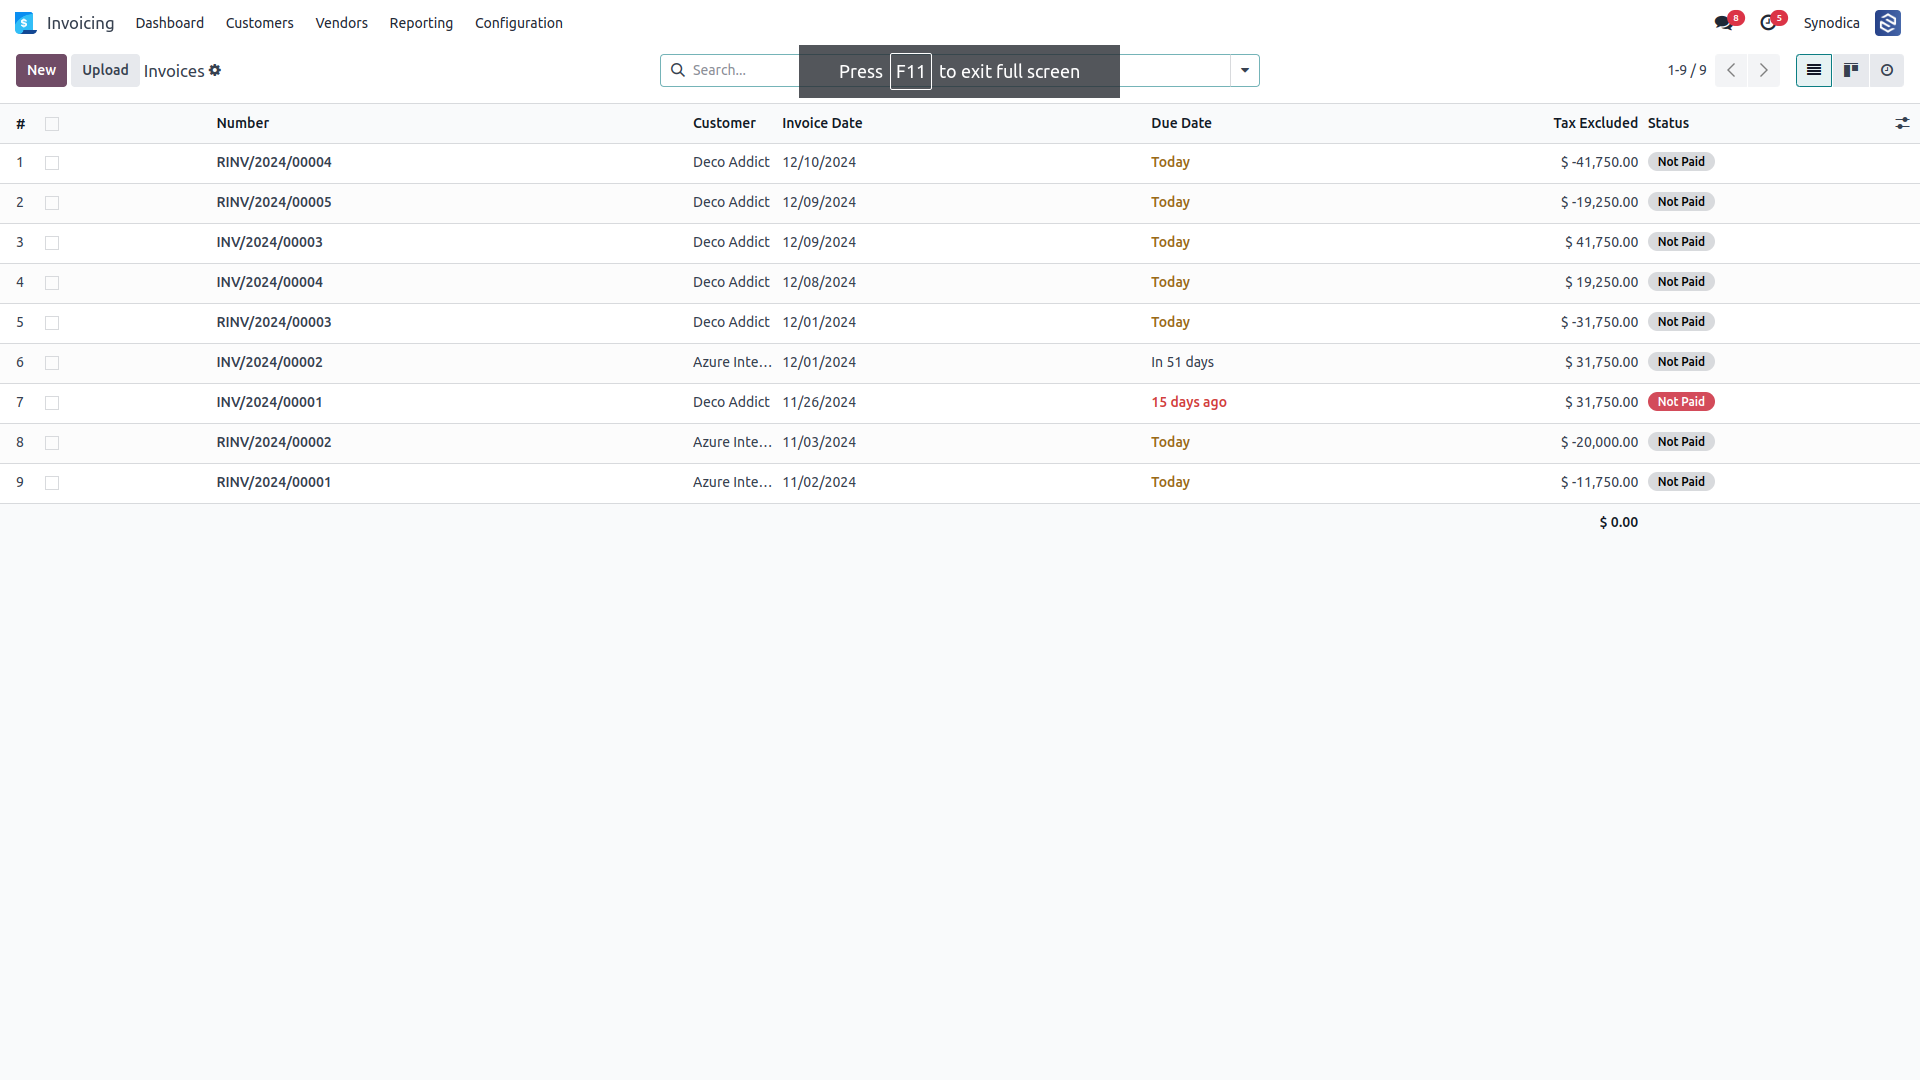 Invoicing Dashboard Customers Vendors Reporting Configuration 8 5 Synodica
New Upload Invoices Search... Press F11 to exit full screen 1-9 / 9
# Number Customer Invoice Date Due Date Tax Excluded Status
1 RINV/2024/00004 Deco Addict 12/10/2024 Today $ -41,750.00 Not Paid
2 RINV/2024/00005 Deco Addict 12/09/2024 Today $ -19,250.00 Not Paid
3 INV/2024/00003 Deco Addict 12/09/2024 Today $ 41,750.00 Not Paid
4 INV/2024/00004 Deco Addict 12/08/2024 Today $ 19,250.00 Not Paid
5 RINV/2024/00003 Deco Addict 12/01/2024 Today $ -31,750.00 Not Paid
6 INV/2024/00002 Azure Inte... 12/01/2024 In 51 days $ 31,750.00 Not Paid
7 INV/2024/00001 Deco Addict 11/26/2024 15 days ago $ 31,750.00 Not Paid
8 RINV/2024/00002 Azure Inte... 11/03/2024 Today $ -20,000.00 Not Paid
9 RINV/2024/00001 Azure Inte... 11/02/2024 Today $ -11,750.00 Not Paid
$ 0.00